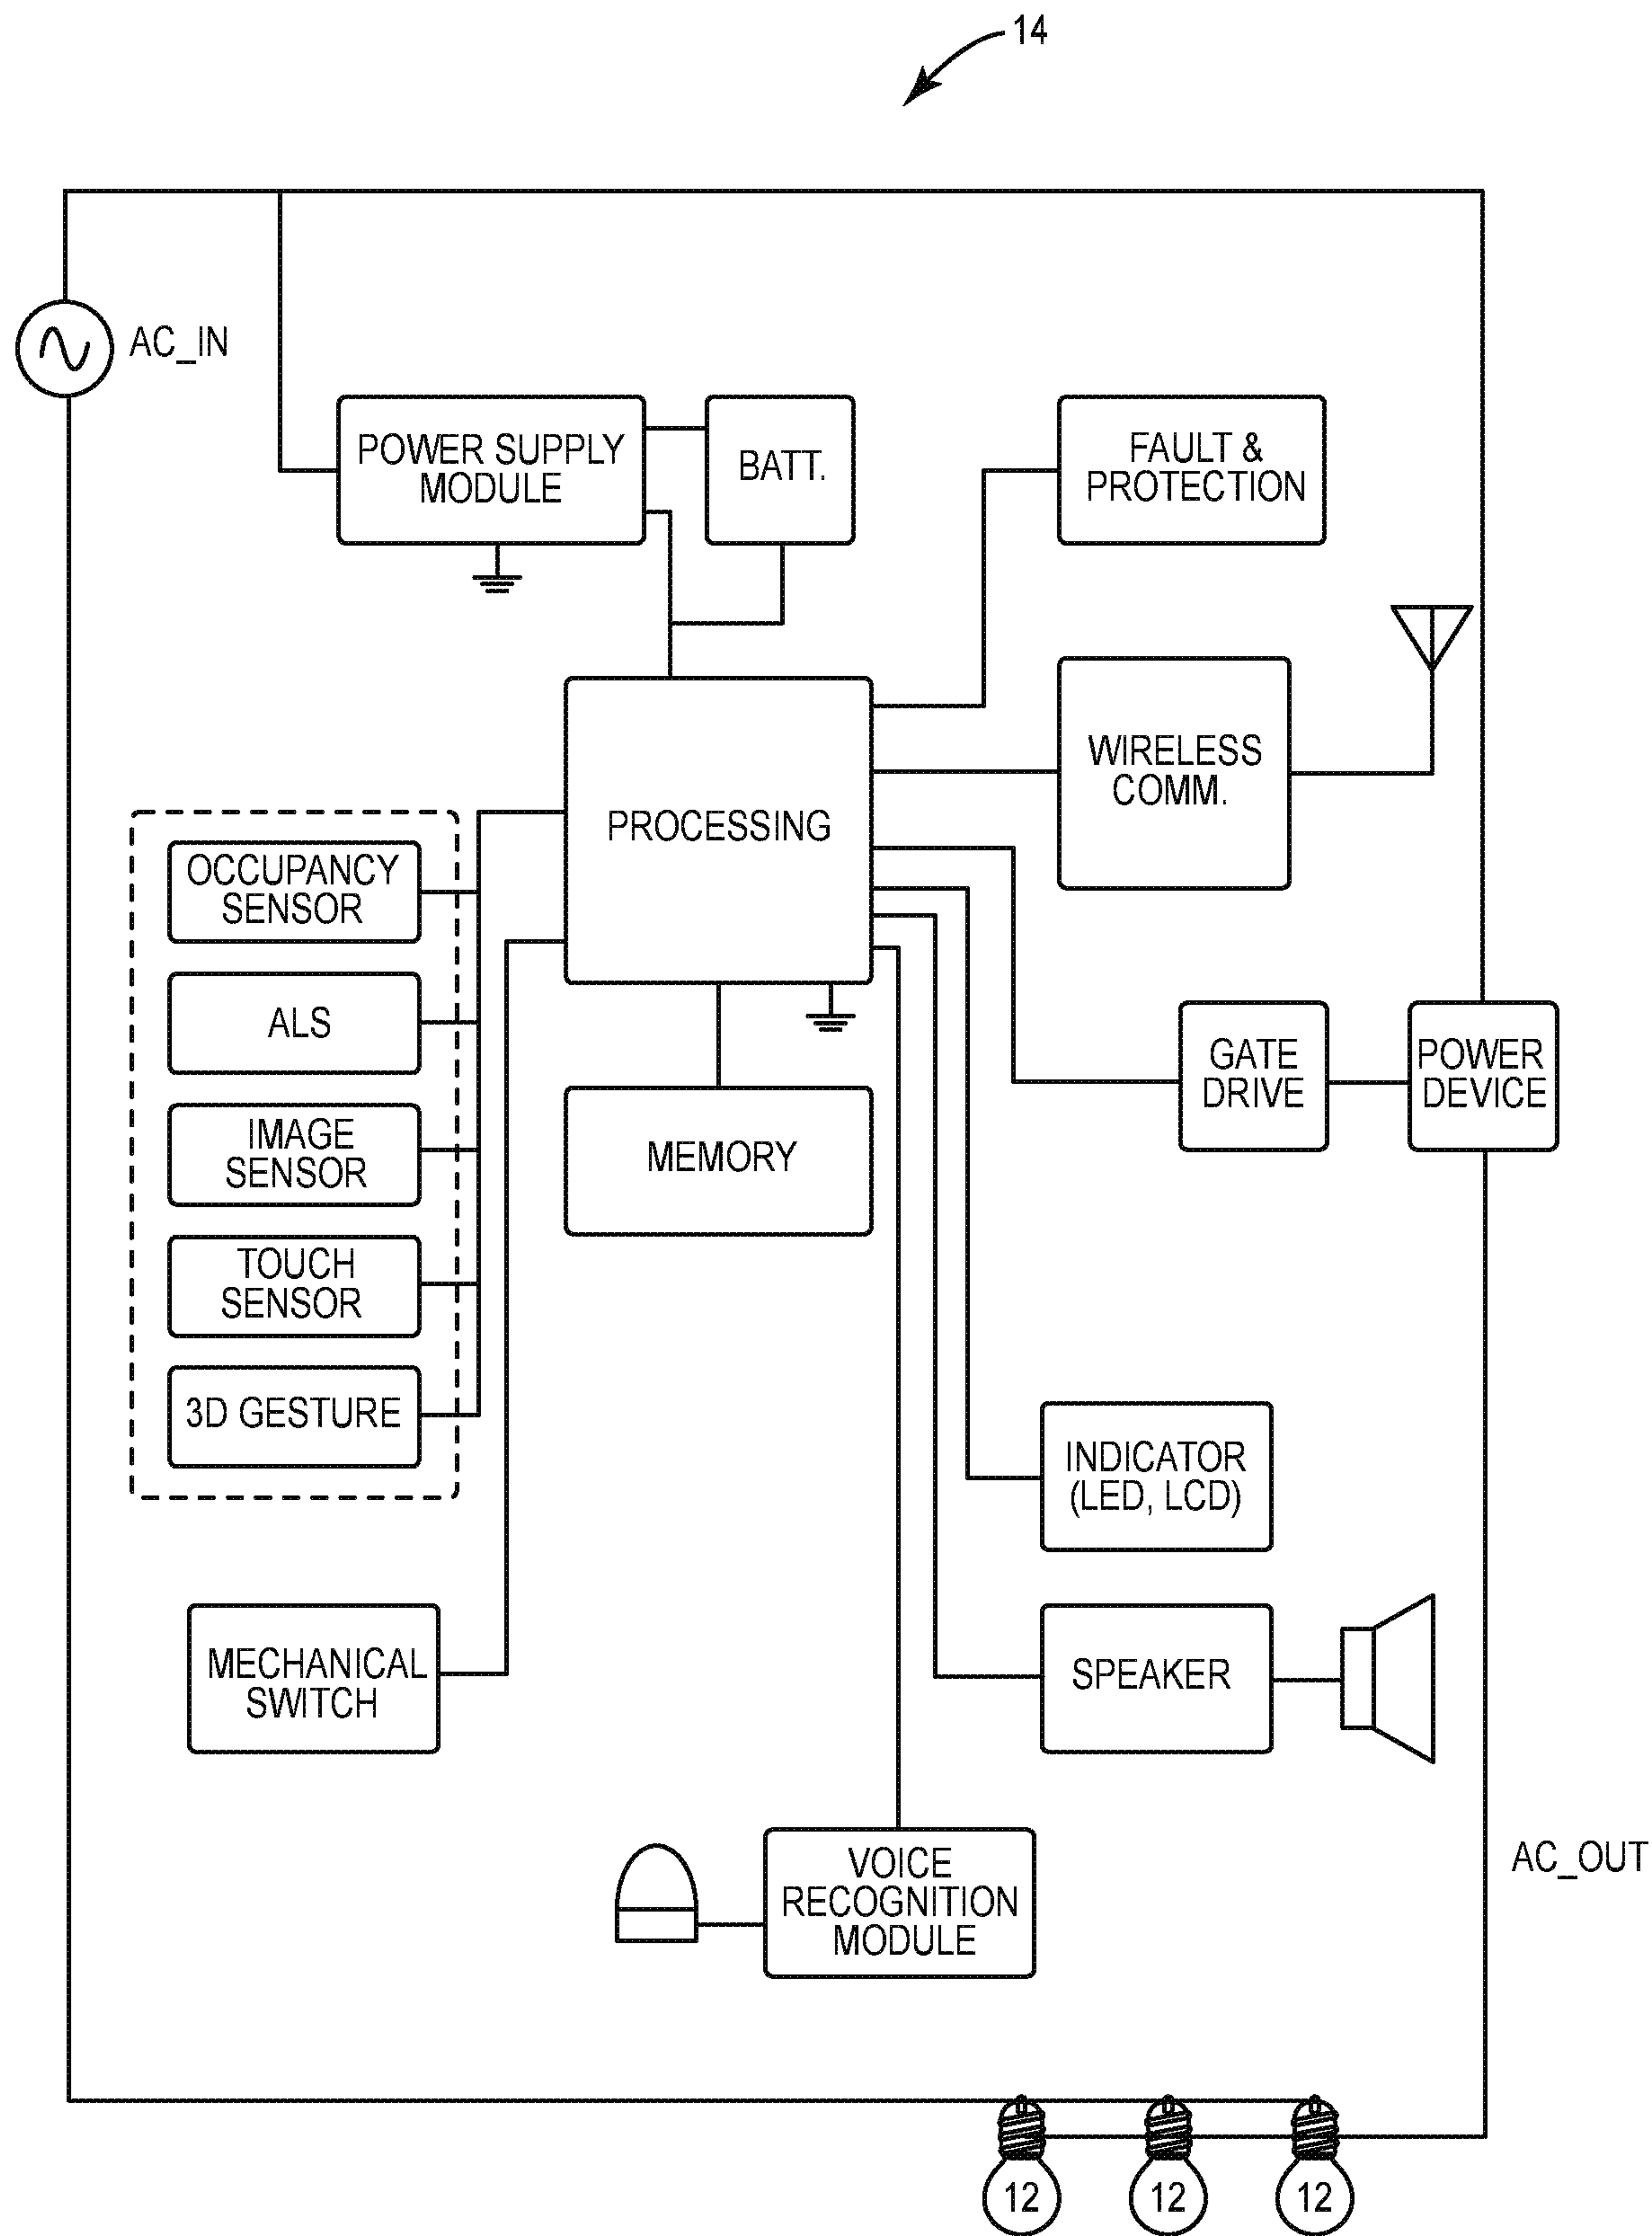 14
AC_IN
POWER SUPPLY
MODULE
BATT.
FAULT &
PROTECTION
WIRELESS
COMM.
PROCESSING
OCCUPANCY
SENSOR
ALS
IMAGE
SENSOR
TOUCH
SENSOR
3D GESTURE
MEMORY
GATE
DRIVE
POWER
DEVICE
INDICATOR
(LED, LCD)
MECHANICAL
SWITCH
SPEAKER
VOICE
RECOGNITION
MODULE
AC_OUT
12
12
12